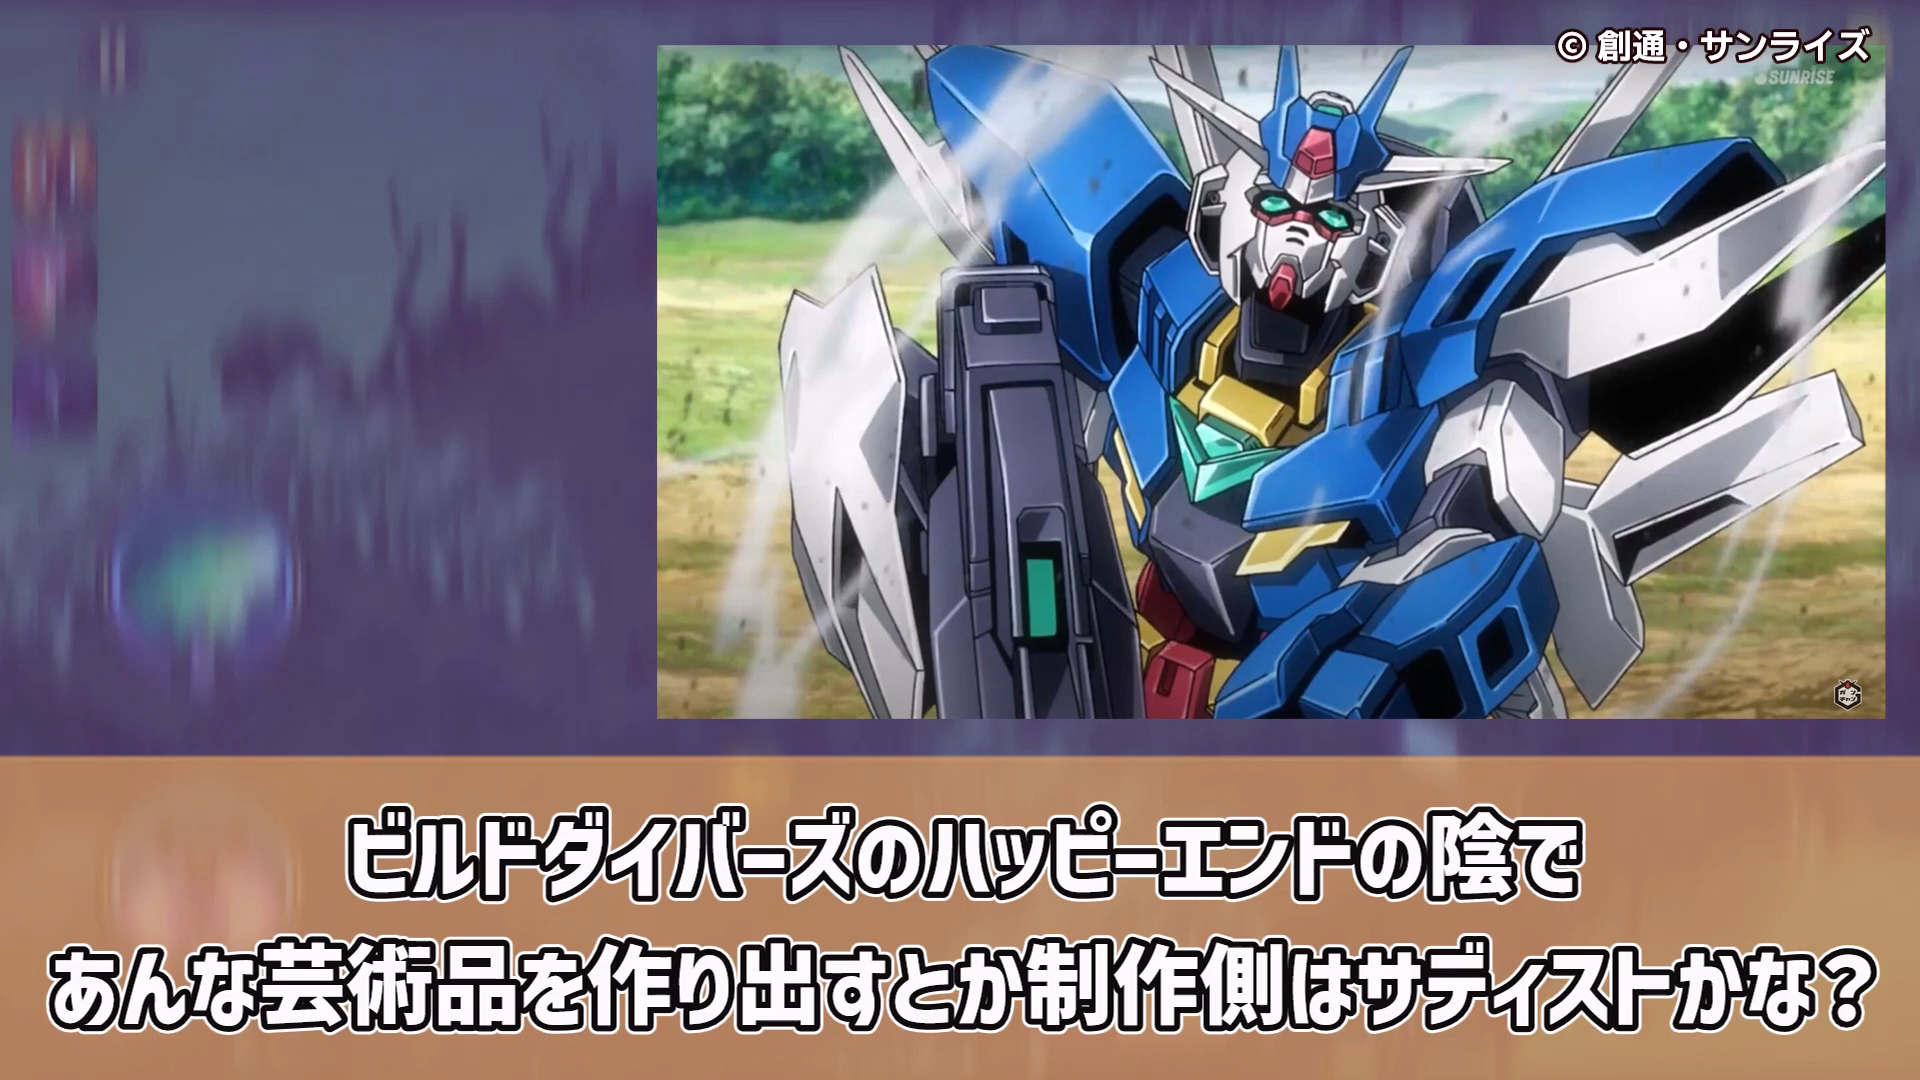 © 創通・サンライズ
SUNRISE
ビルドダイバーズのハッピーエンドの陰で
あんな芸術品を作り出すとか制作側はサディストかな？